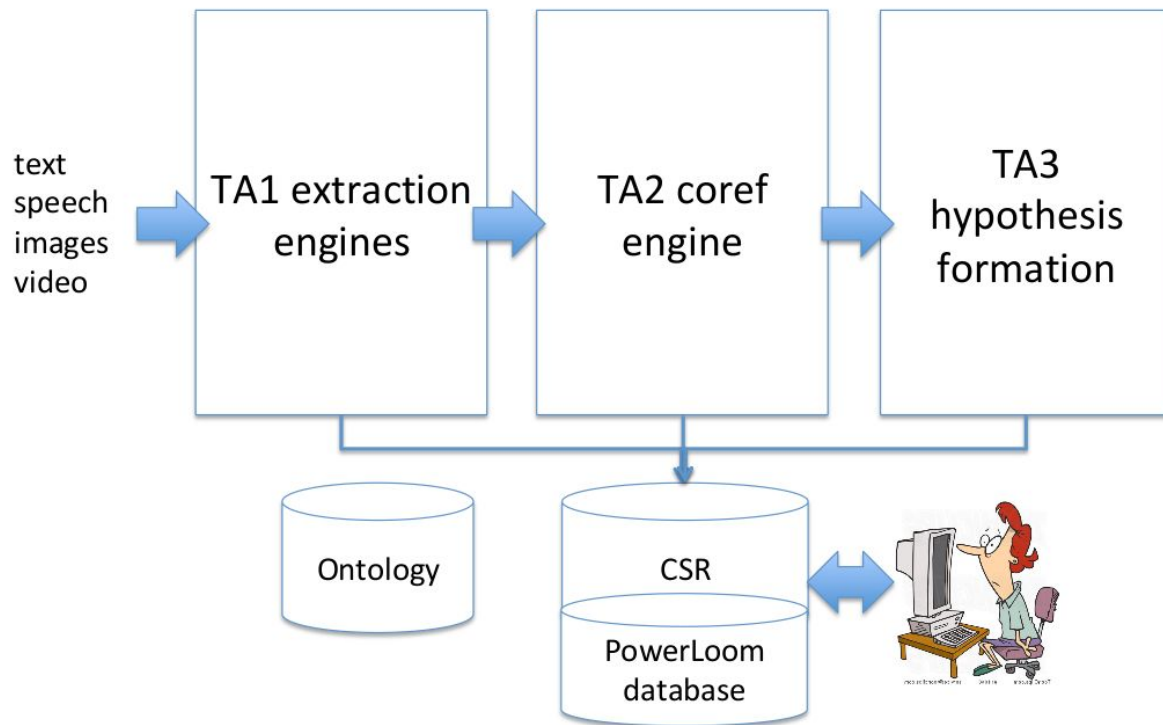 text
speech
images
video
TA1 extraction
engines
TA2 coref
engine
TA3
hypothesis
formation
Ontology
CSR
PowerLoom
database